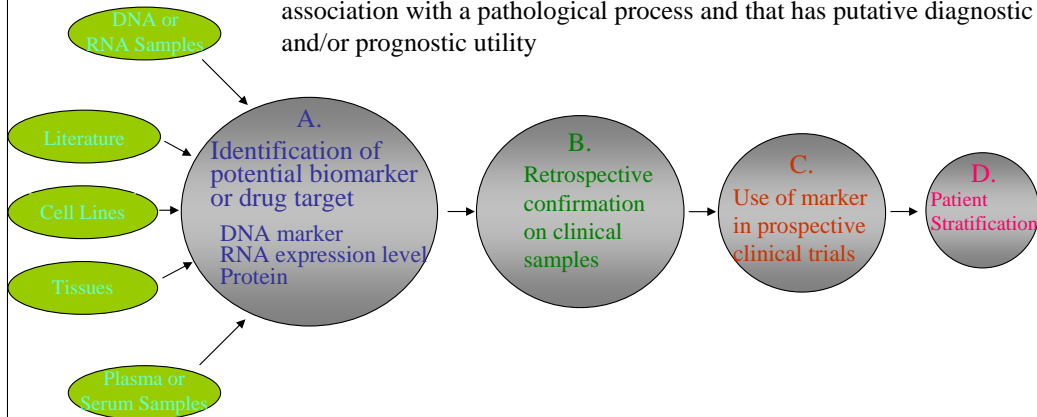 association with a pathological process and that has putative diagnostic
and/or prognostic utility
DNA or
RNA Samples
Literature
Cell Lines
Tissues
Plasma or
Serum Samples
A.
Identification of
potential biomarker
or drug target
DNA marker
RNA expression level
Protein
B.
Retrospective
confirmation
on clinical
samples
C.
Use of marker
in prospective
clinical trials
D.
Patient
Stratification